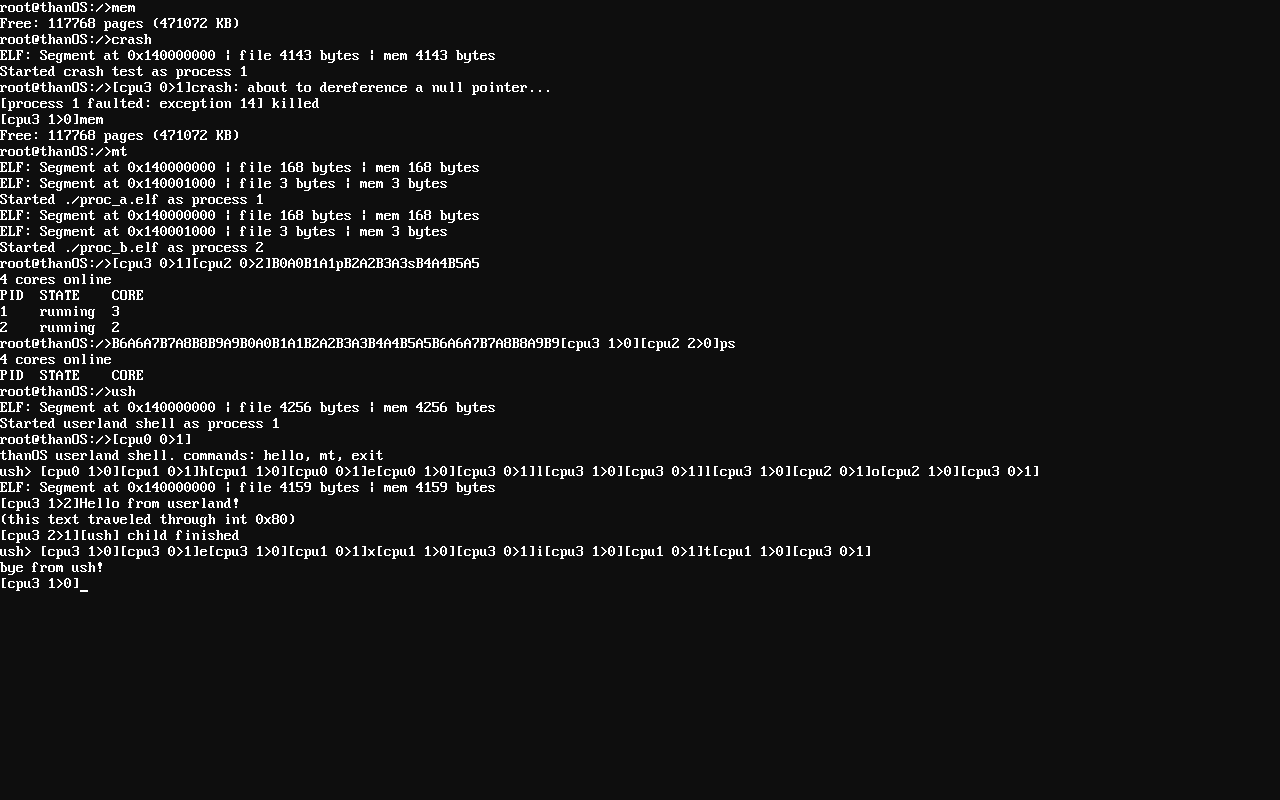 root@thanOS:/>mem
Free: 117768 pages (471072 KB)
root@thanOS:/>crash
ELF: Segment at 0x140000000 | file 4143 bytes | mem 4143 bytes
Started crash test as process 1
root@thanOS:/>[cpu3 0>1]crash: about to dereference a null pointer...
[process 1 faulted: exception 14] killed
[cpu3 1>0]mem
Free: 117768 pages (471072 KB)
root@thanOS:/>mt
ELF: Segment at 0x140000000 | file 168 bytes | mem 168 bytes
ELF: Segment at 0x140001000 | file 3 bytes | mem 3 bytes
Started ./proc_a.elf as process 1
ELF: Segment at 0x140000000 | file 168 bytes | mem 168 bytes
ELF: Segment at 0x140001000 | file 3 bytes | mem 3 bytes
Started ./proc_b.elf as process 2
root@thanOS:/>[cpu3 0>1][cpu2 0>2]B0A0B1A1pB2A2B3A3sB4A4B5A5
4 cores online
PID  STATE    CORE
1    running  3
2    running  2
root@thanOS:/>B6A6A7B7A8B8B9A9B0A0B1A1B2A2B3A3B4A4B5A5B6A6A7B7A8B8A9B9[cpu3 1>0][cpu2 2>0]ps
4 cores online
PID  STATE    CORE
root@thanOS:/>ush
ELF: Segment at 0x140000000 | file 4256 bytes | mem 4256 bytes
Started userland shell as process 1
root@thanOS:/>[cpu0 0>1]
thanOS userland shell. commands: hello, mt, exit
ush> [cpu0 1>0][cpu1 0>1]h[cpu1 1>0][cpu0 0>1]e[cpu0 1>0][cpu3 0>1]l[cpu3 1>0][cpu3 0>1]l[cpu3 1>0][cpu2 0>1]o[cpu2 1>0][cpu3 0>1]
ELF: Segment at 0x140000000 | file 4159 bytes | mem 4159 bytes
[cpu3 1>2]Hello from userland!
(this text traveled through int 0x80)
[cpu3 2>1][ush] child finished
ush> [cpu3 1>0][cpu3 0>1]e[cpu3 1>0][cpu1 0>1]x[cpu1 1>0][cpu3 0>1]i[cpu3 1>0][cpu1 0>1]t[cpu1 1>0][cpu3 0>1]
bye from ush!
[cpu3 1>0]_